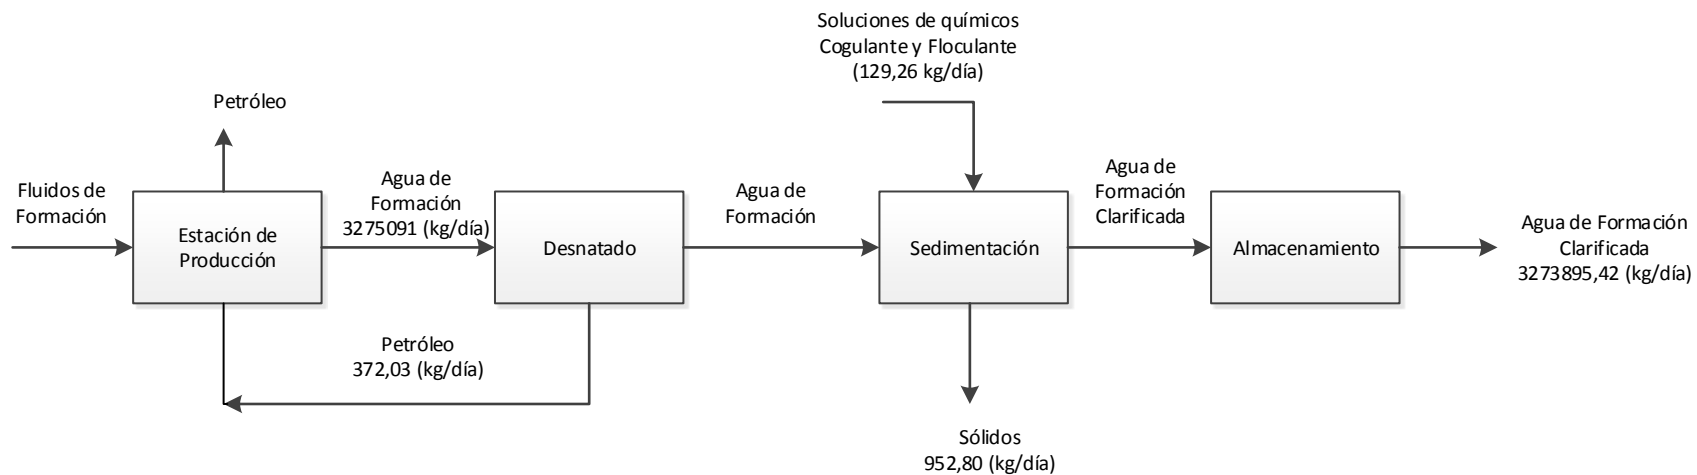 Soluciones de químicos
Cogulante y Floculante
(129,26 kg/día)
Petróleo
Fluidos de
Formación
Estación de
Producción
Agua de
Formación
3275091 (kg/día)
Desnatado
Agua de
Formación
Sedimentación
Agua de
Formación
Clarificada
Almacenamiento
Agua de Formación
Clarificada
3273895,42 (kg/día)
Petróleo
372,03 (kg/día)
Sólidos
952,80 (kg/día)